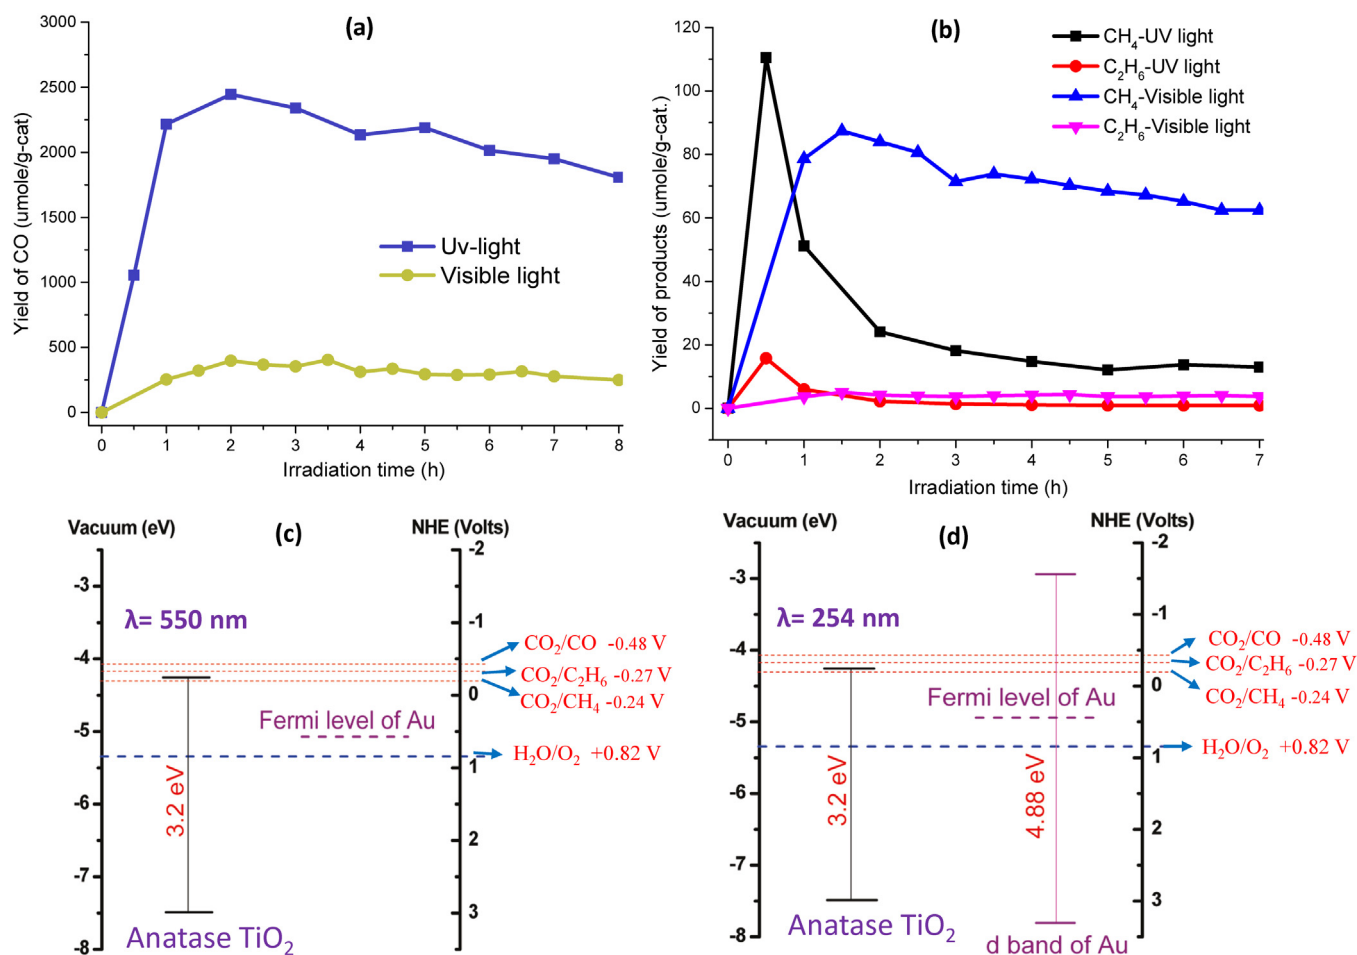 (a)
3000
2500
2000
1500
1000
500
0
Yield of CO (umole/g-cat)
Uv-light
Visible light
0 1 2 3 4 5 6 7 8
Irradiation time (h)
(b)
120
100
80
60
40
20
0
Yield of products (umole/g-cat.)
CH₄-UV light
C₂H₆-UV light
CH₄-Visible light
C₂H₆-Visible light
0 1 2 3 4 5 6 7
Irradiation time (h)
Vacuum (eV)
(c)
NHE (Volts)
-3
-4
-5
-6
-7
-8
λ= 550 nm
Fermi level of Au
3.2 eV
Anatase TiO₂
-2
-1
0
1
2
3
CO₂/CO -0.48 V
CO₂/C₂H₆ -0.27 V
CO₂/CH₄ -0.24 V
H₂O/O₂ +0.82 V
Vacuum (eV)
(d)
NHE (Volts)
-3
-4
-5
-6
-7
-8
λ= 254 nm
Fermi level of Au
3.2 eV
4.88 eV
Anatase TiO₂
d band of Au
-2
-1
0
1
2
3
CO₂/CO -0.48 V
CO₂/C₂H₆ -0.27 V
CO₂/CH₄ -0.24 V
H₂O/O₂ +0.82 V